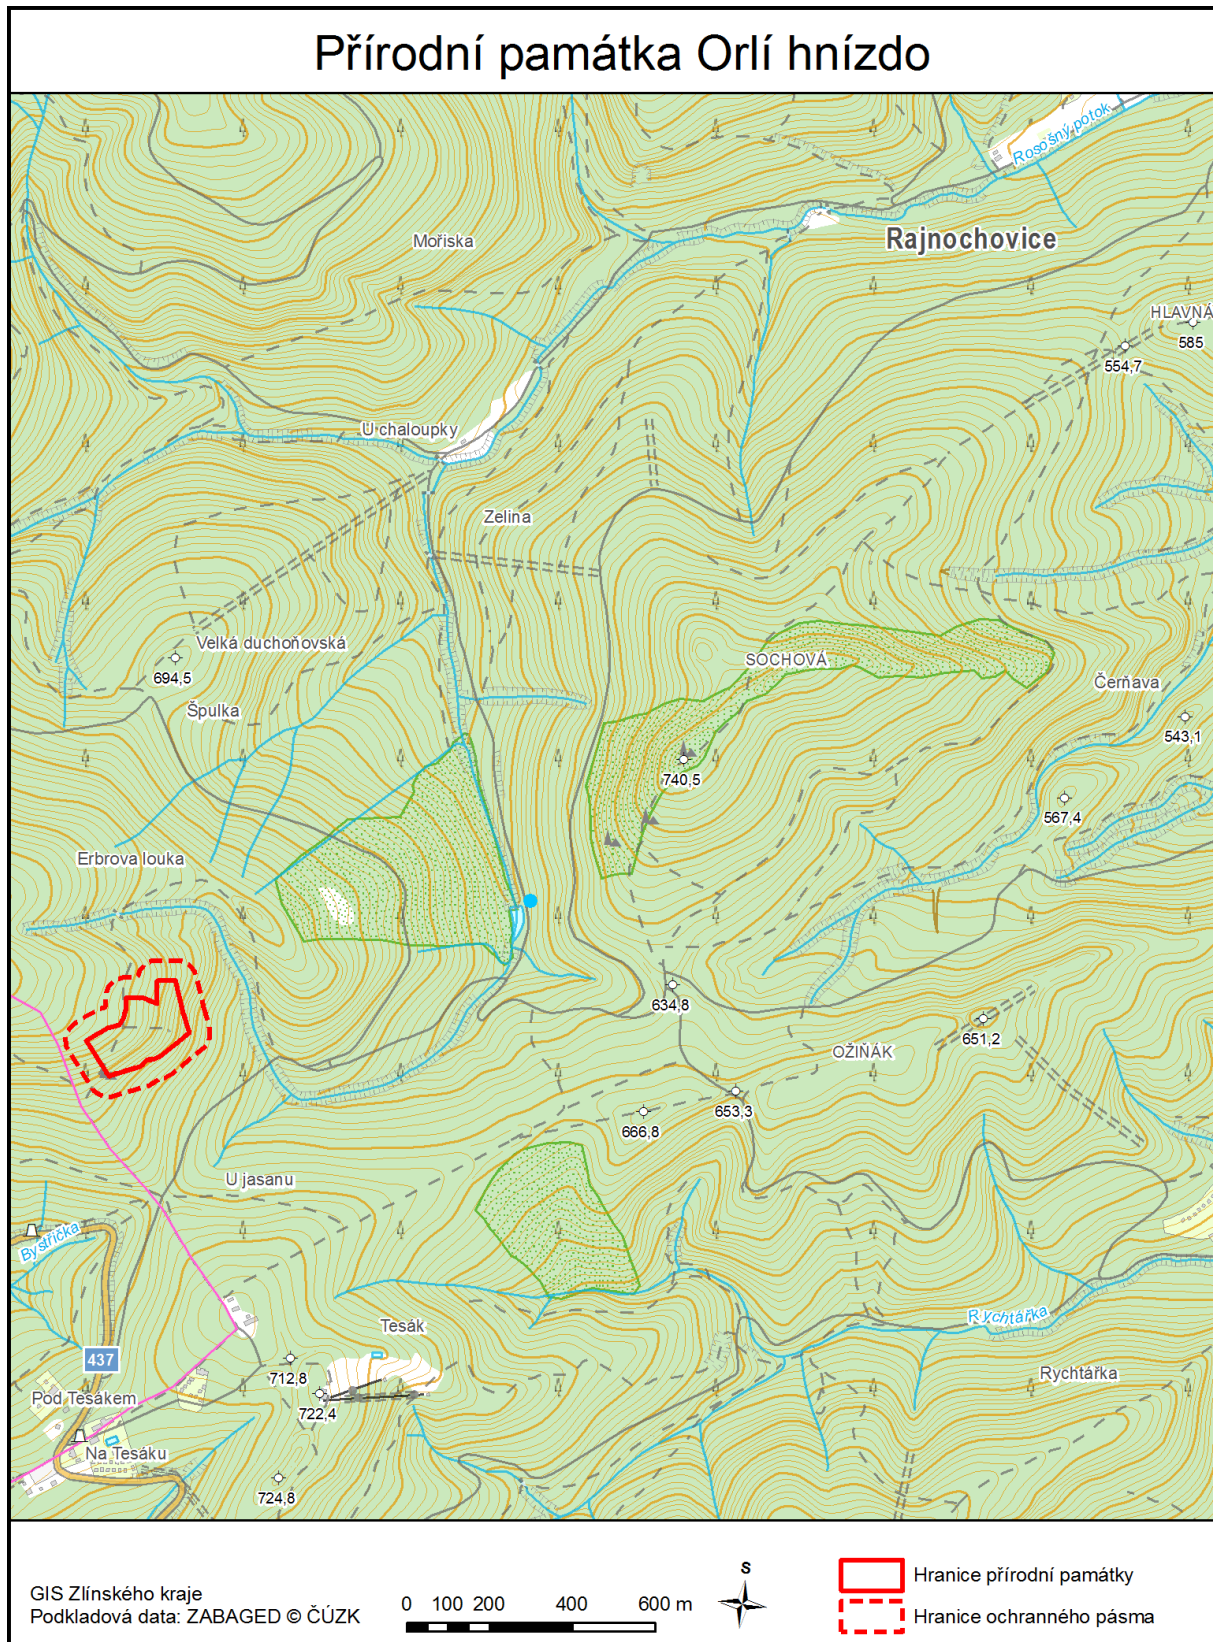 Přírodní památka Orlí hnízdo
Rosošný potok
Rajnochovice
Mořiska
HLAVNÁ
585
554,7
U chaloupky
Zelina
Velká duchoňovská
694,5
SOCHOVÁ
Čerňava
Špulka
543,1
740,5
567,4
Erbrova louka
634,8
651,2
OŽIŇÁK
653,3
666,8
U jasanu
Bystřička
Rychtářka
Tesák
437
712,8
Rychtářka
Pod Tesákem
722,4
Na Tesáku
724,8
GIS Zlínského kraje
Podkladová data: ZABAGED © ČÚZK
0 100 200 400 600 m
S
Hranice přírodní památky
Hranice ochranného pásma